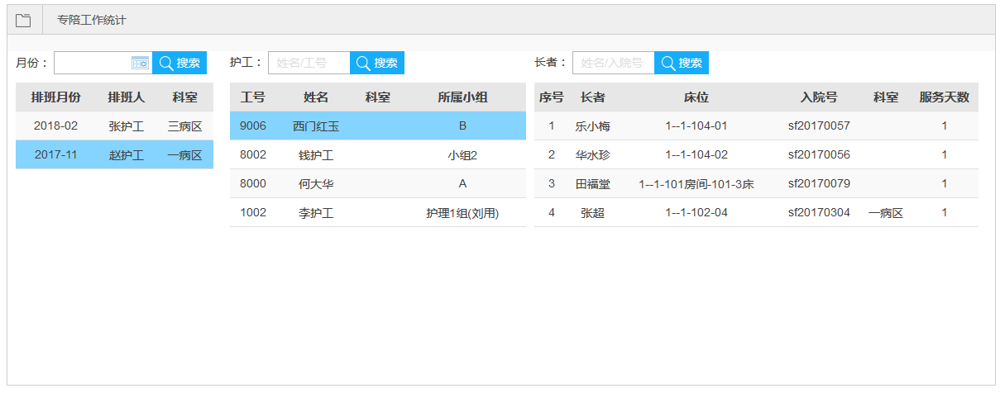 专陪工作统计
月份： 搜索 护工： 姓名/工号 搜索 长者： 姓名/入院号 搜索
排班月份 排班人 科室 工号 姓名 科室 所属小组 序号 长者 床位 入院号 科室 服务天数
2018-02 张护工 三病区 9006 西门红玉 B 1 乐小梅 1--1-104-01 sf20170057 1
2017-11 赵护工 一病区 8002 钱护工 小组2 2 华水珍 1--1-104-02 sf20170056 1
8000 何大华 A 3 田福堂 1--1-101房间-101-3床 sf20170079 1
1002 李护工 护理1组(刘用) 4 张超 1--1-102-04 sf20170304 一病区 1